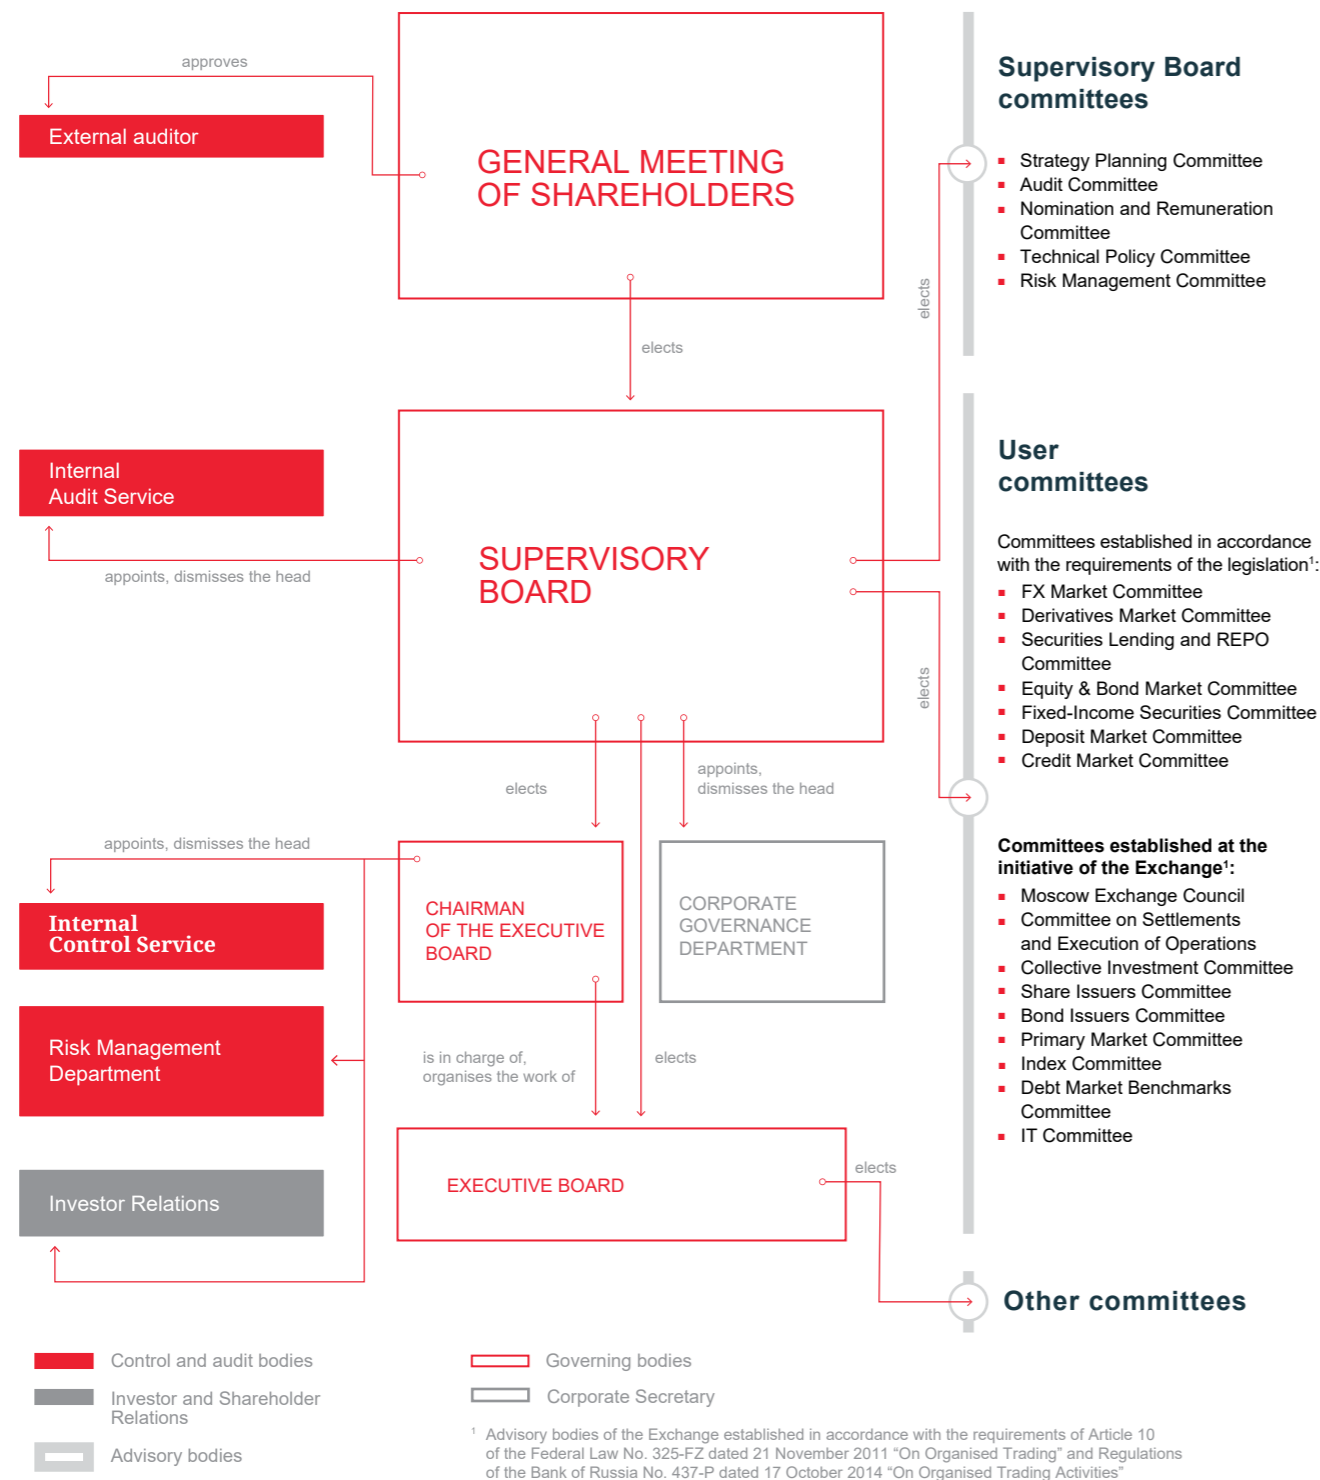 approves
External auditor
GENERAL MEETING
OF SHAREHOLDERS
elects
Supervisory Board
committees
Strategy Planning Committee
Audit Committee
Nomination and Remuneration
Committee
Technical Policy Committee
Risk Management Committee
elects
Internal
Audit Service
appoints, dismisses the head
SUPERVISORY
BOARD
elects
User
committees
Committees established in accordance
with the requirements of the legislation¹:
FX Market Committee
Derivatives Market Committee
Securities Lending and REPO
Committee
Equity & Bond Market Committee
Fixed-Income Securities Committee
Deposit Market Committee
Credit Market Committee
elects
appoints,
dismisses the head
appoints, dismisses the head
Internal
Control Service
CHAIRMAN
OF THE EXECUTIVE
BOARD
CORPORATE
GOVERNANCE
DEPARTMENT
Committees established at the
initiative of the Exchange¹:
Moscow Exchange Council
Committee on Settlements
and Execution of Operations
Collective Investment Committee
Share Issuers Committee
Bond Issuers Committee
Primary Market Committee
Index Committee
Debt Market Benchmarks
Committee
IT Committee
Risk Management
Department
is in charge of,
organises the work of
elects
Investor Relations
EXECUTIVE BOARD
elects
Other committees
Control and audit bodies
Investor and Shareholder
Relations
Advisory bodies
Governing bodies
Corporate Secretary
¹ Advisory bodies of the Exchange established in accordance with the requirements of Article 10
of the Federal Law No. 325-FZ dated 21 November 2011 “On Organised Trading” and Regulations
of the Bank of Russia No. 437-P dated 17 October 2014 “On Organised Trading Activities”